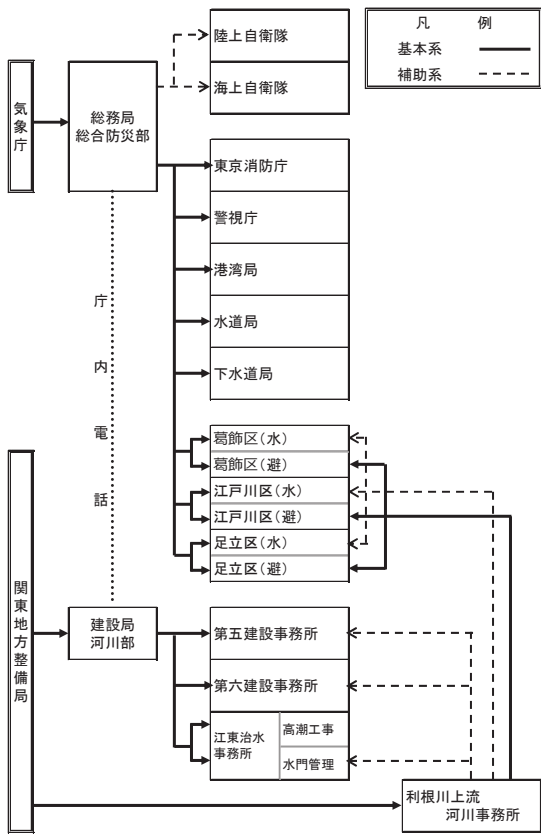 凡 例
基本系
補助系
陸上自衛隊
海上自衛隊
気象庁
総務局
総合防災部
東京消防庁
警視庁
港湾局
水道局
下水道局
庁内電話
葛飾区(水)
葛飾区(避)
江戸川区(水)
江戸川区(避)
足立区(水)
足立区(避)
関東地方整備局
建設局
河川部
第五建設事務所
第六建設事務所
江東治水
事務所
高潮工事
水門管理
利根川上流
河川事務所